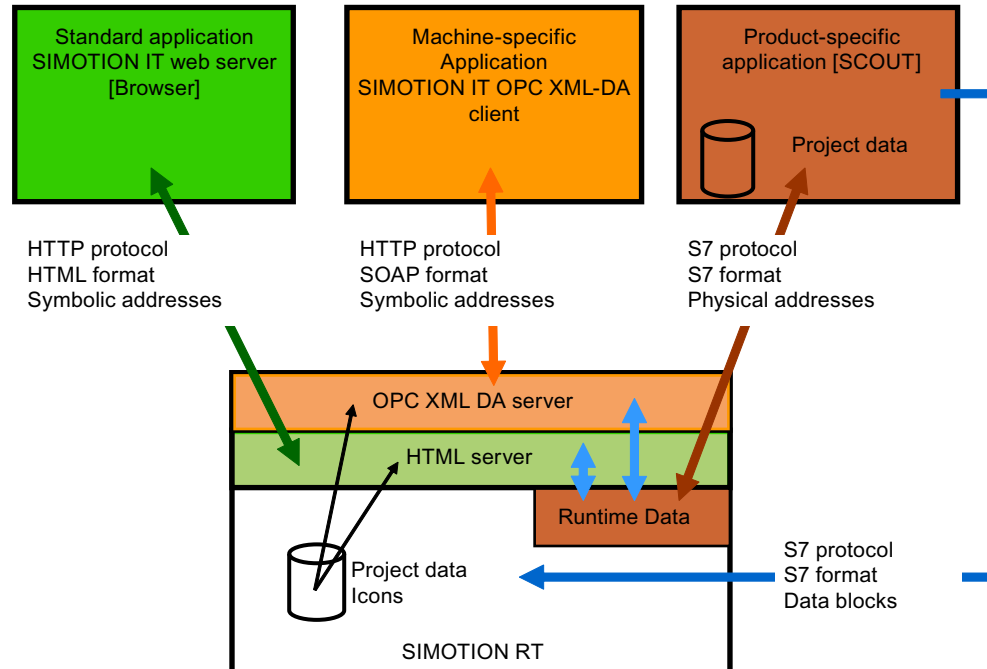 Standard application
SIMOTION IT web server
[Browser]
Machine-specific
Application
SIMOTION IT OPC XML-DA
client
Product-specific
application [SCOUT]
Project data
HTTP protocol
HTML format
Symbolic addresses
HTTP protocol
SOAP format
Symbolic addresses
S7 protocol
S7 format
Physical addresses
OPC XML DA server
HTML server
Runtime Data
Project data
Icons
S7 protocol
S7 format
Data blocks
SIMOTION RT